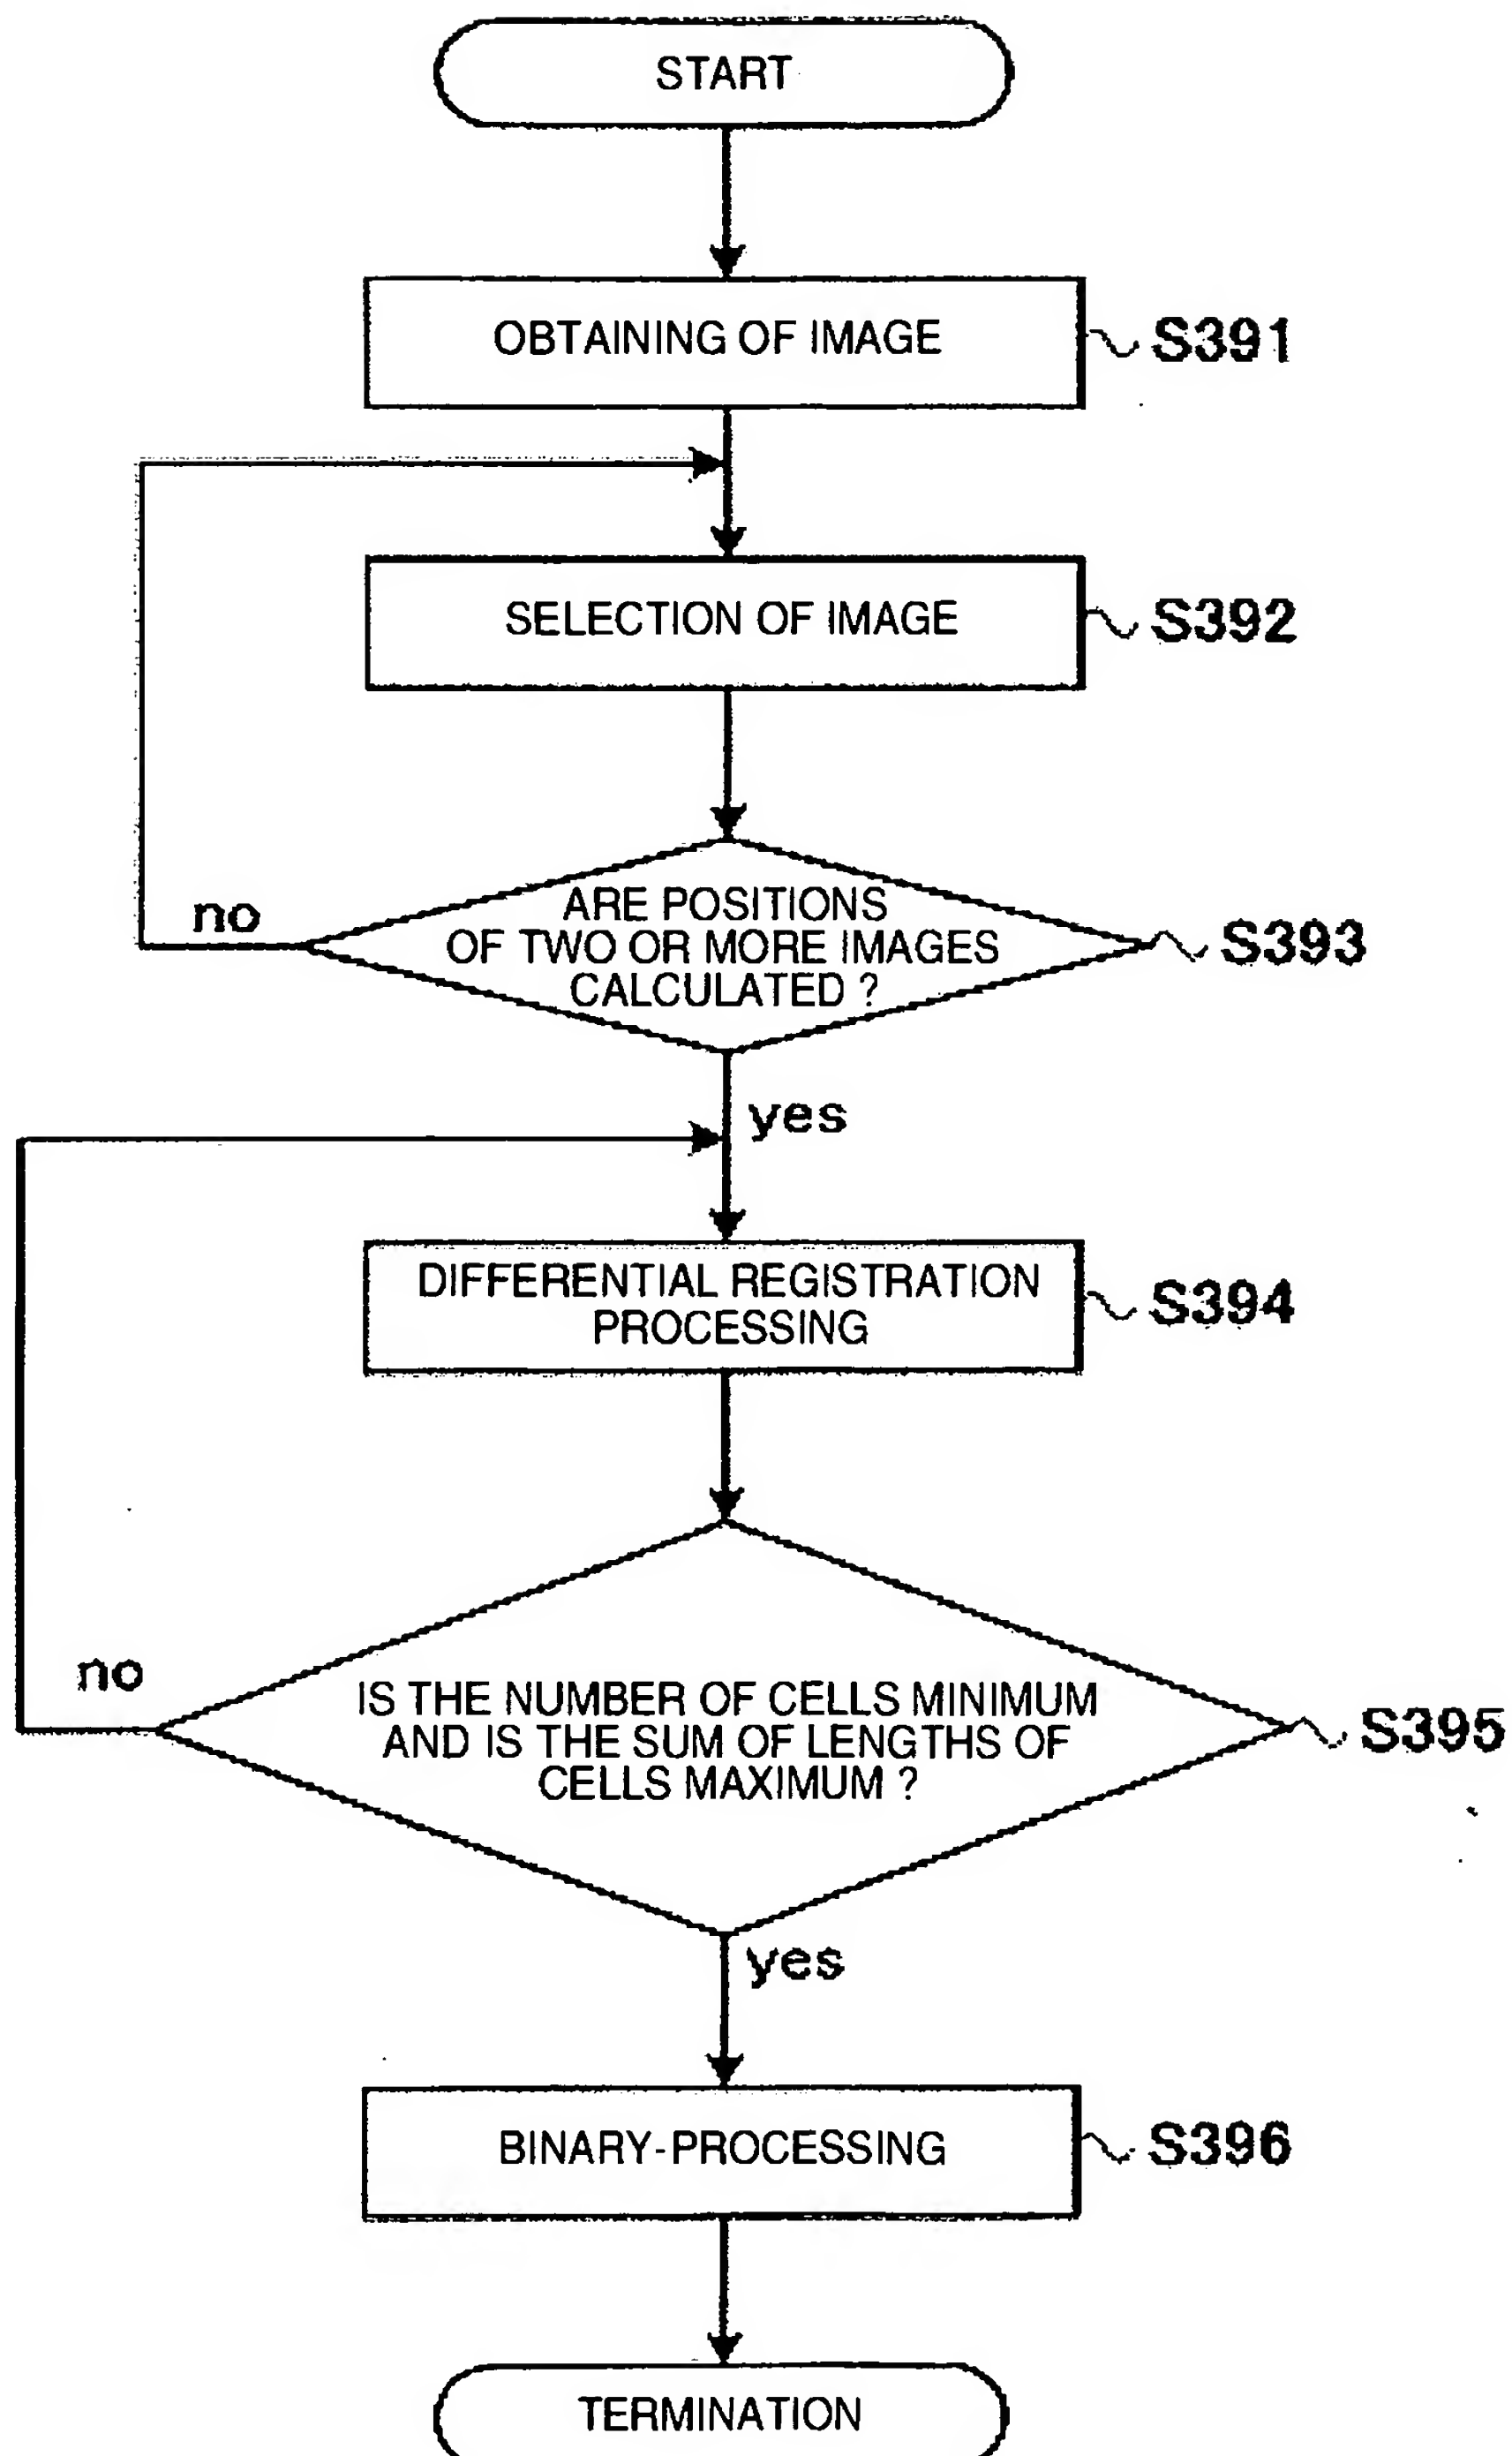 START
OBTAINING OF IMAGE
S391
SELECTION OF IMAGE
S392
ARE POSITIONS
OF TWO OR MORE IMAGES
CALCULATED ?
S393
no
yes
DIFFERENTIAL REGISTRATION
PROCESSING
S394
IS THE NUMBER OF CELLS MINIMUM
AND IS THE SUM OF LENGTHS OF
CELLS MAXIMUM ?
S395
no
yes
BINARY-PROCESSING
S396
TERMINATION